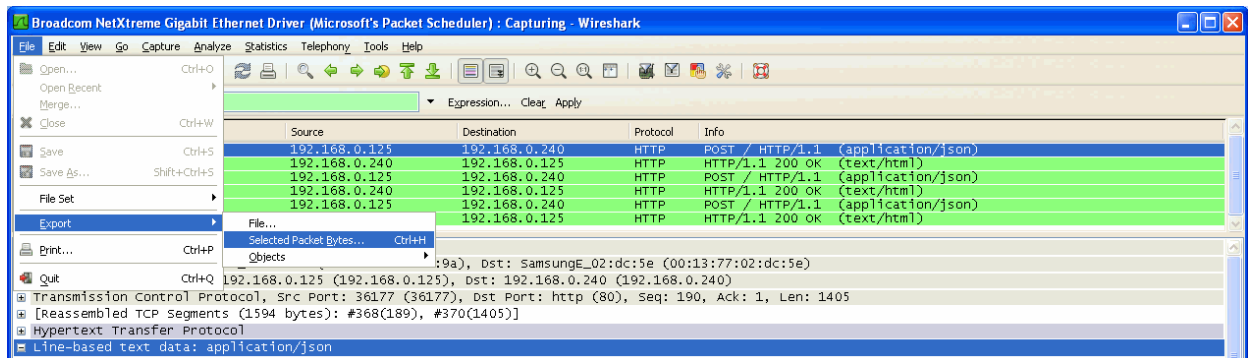 Broadcom NetXtreme Gigabit Ethernet Driver (Microsoft's Packet Scheduler) : Capturing - Wireshark
File Edit View Go Capture Analyze Statistics Telephony Tools Help
Open... Ctrl+O
Open Recent
Merge...
Close Ctrl+W
Save Ctrl+S
Save As... Shift+Ctrl+S
File Set
Export
Print... Ctrl+P
Quit Ctrl+Q
File...
Selected Packet Bytes... Ctrl+H
Objects
Expression... Clear Apply
Source Destination Protocol Info
192.168.0.125 192.168.0.240 HTTP POST / HTTP/1.1 (application/json)
192.168.0.240 192.168.0.125 HTTP HTTP/1.1 200 OK (text/html)
192.168.0.125 192.168.0.240 HTTP POST / HTTP/1.1 (application/json)
192.168.0.240 192.168.0.125 HTTP HTTP/1.1 200 OK (text/html)
192.168.0.125 192.168.0.240 HTTP POST / HTTP/1.1 (application/json)
192.168.0.125 HTTP HTTP/1.1 200 OK (text/html)
:9a), Dst: SamsungE_02:dc:5e (00:13:77:02:dc:5e)
192.168.0.125 (192.168.0.125), Dst: 192.168.0.240 (192.168.0.240)
Transmission Control Protocol, Src Port: 36177 (36177), Dst Port: http (80), Seq: 190, Ack: 1, Len: 1405
[Reassembled TCP Segments (1594 bytes): #368(189), #370(1405)]
Hypertext Transfer Protocol
Line-based text data: application/json